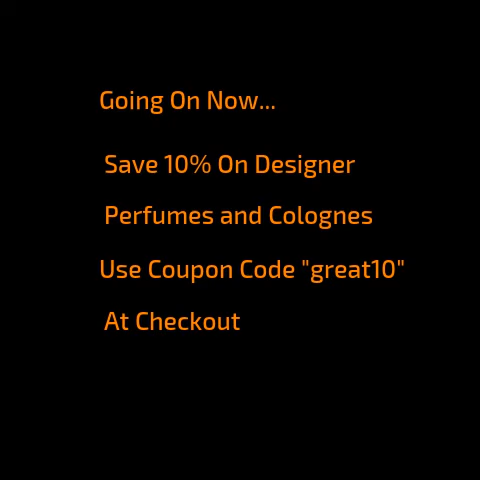 Going On Now...
Save 10% On Designer
Perfumes and Colognes
Use Coupon Code "great10"
At Checkout